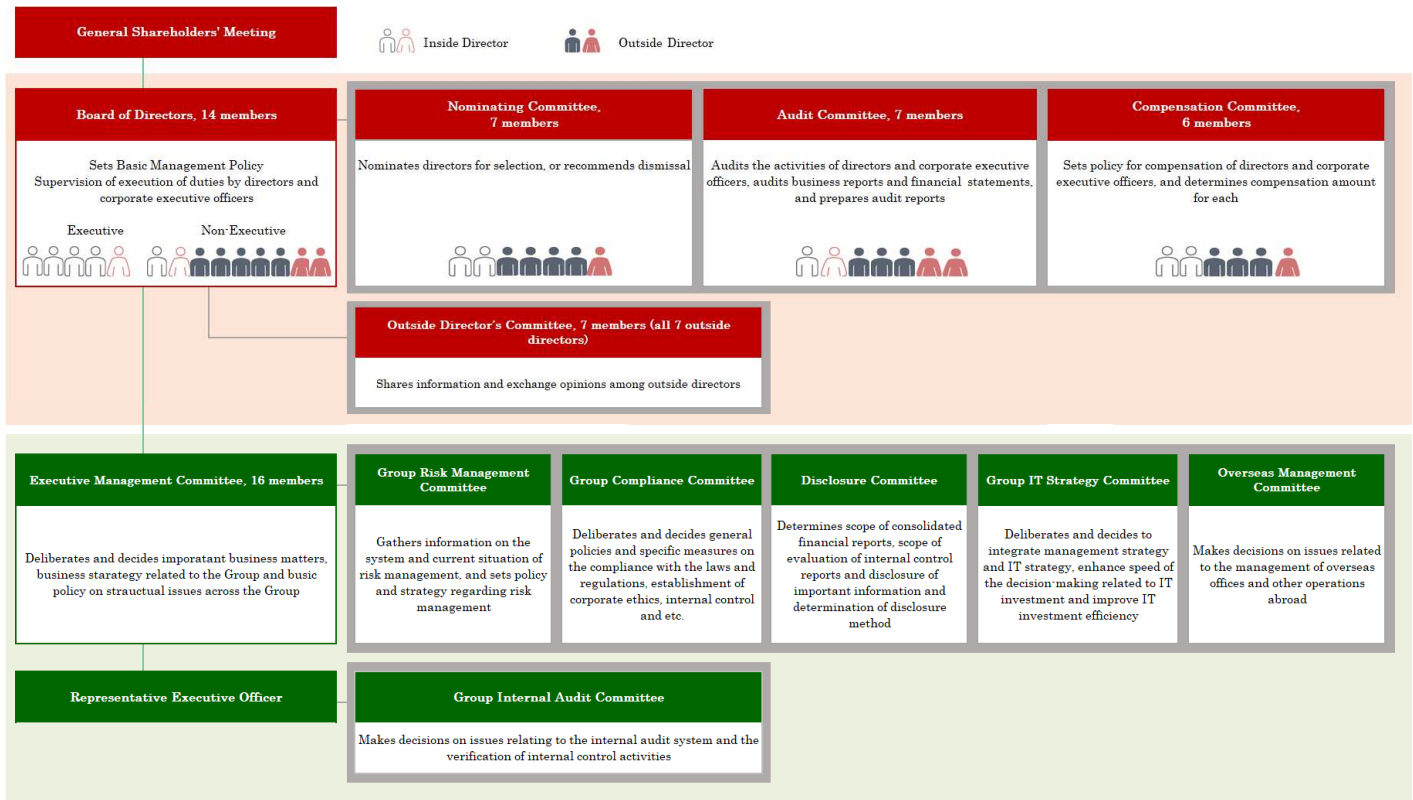 General Shareholders' Meeting
Inside Director
Outside Director
Board of Directors, 14 members
Sets Basic Management Policy
Supervision of execution of duties by directors and
corporate executive officers
Executive
Non-Executive
Nominating Committee,
7 members
Nominates directors for selection, or recommends dismissal
Audit Committee, 7 members
Audits the activities of directors and corporate executive
officers, audits business reports and financial statements,
and prepares audit reports
Compensation Committee,
6 members
Sets policy for compensation of directors and corporate
executive officers, and determines compensation amount
for each
Outside Director's Committee, 7 members (all 7 outside
directors)
Shares information and exchange opinions among outside directors
Executive Management Committee, 16 members
Deliberates and decides imporatant business matters,
business starategy related to the Group and busic
policy on strauctual issues across the Group
Group Risk Management
Committee
Gathers information on the
system and current situation of
risk management, and sets policy
and strategy regarding risk
management
Group Compliance Committee
Deliberates and decides general
policies and specific measures on
the compliance with the laws and
regulations, establishment of
corporate ethics, internal control
and etc.
Disclosure Committee
Determines scope of consolidated
financial reports, scope of
evaluation of internal control
reports and disclosure of
important information and
determination of disclosure
method
Group IT Strategy Committee
Deliberates and decides to
integrate management strategy
and IT strategy, enhance speed of
the decision-making related to IT
investment and improve IT
investment efficiency
Overseas Management
Committee
Makes decisions on issues related
to the management of overseas
offices and other operations
abroad
Representative Executive Officer
Group Internal Audit Committee
Makes decisions on issues relating to the internal audit system and the
verification of internal control activities